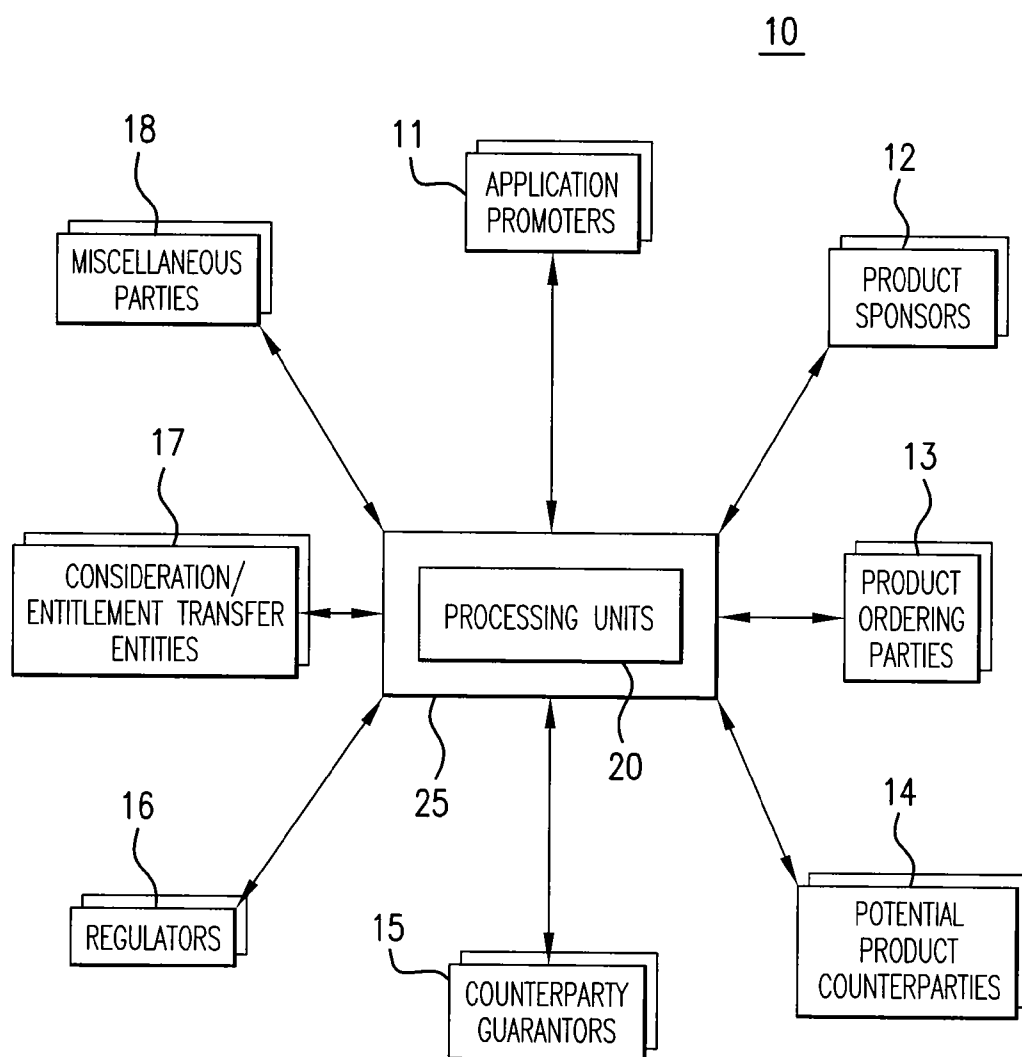 10
18
11
12
APPLICATION
PROMOTERS
MISCELLANEOUS
PARTIES
PRODUCT
SPONSORS
17
13
CONSIDERATION/
ENTITLEMENT TRANSFER
ENTITIES
PROCESSING UNITS
PRODUCT
ORDERING
PARTIES
25
20
16
14
REGULATORS
15
COUNTERPARTY
GUARANTORS
POTENTIAL
PRODUCT
COUNTERPARTIES